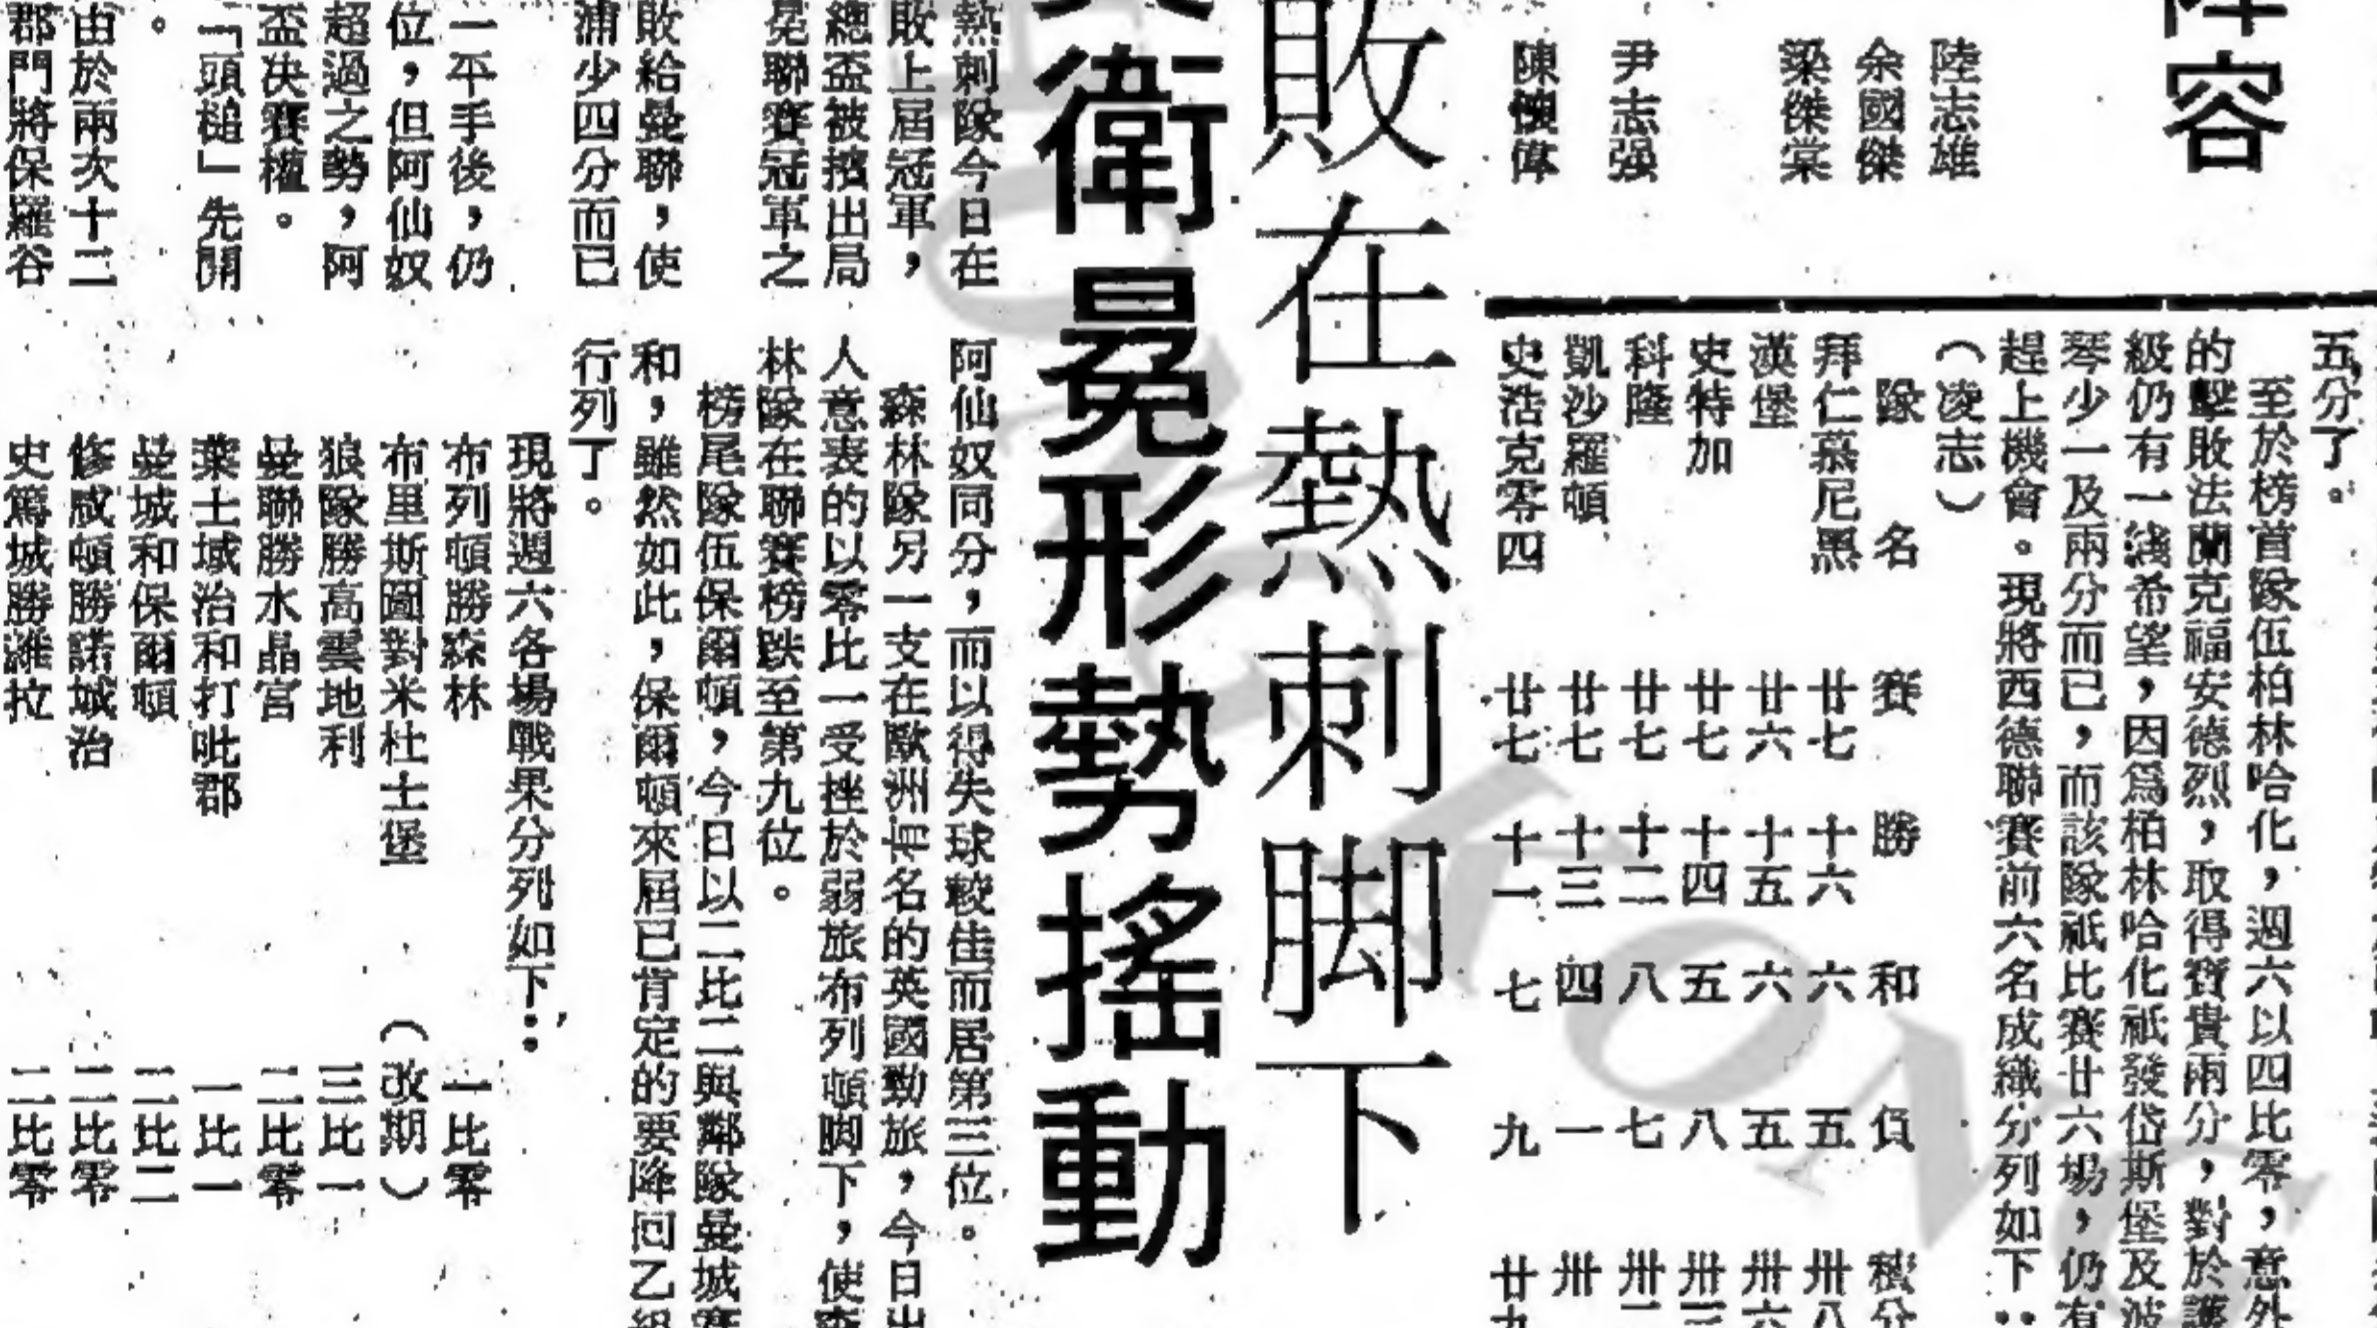 陣容
陸志雄
余國傑
梁傑棠
尹志强
陳偉
五分了。
至於榜首隊伍柏林哈化，週六以四比零，意外
的擊敗法蘭克福安德烈，取得寶貴兩分，對於護
級仍有一綫希望，因爲柏林哈化祗發岱斯堡及波
琴少一及兩分而已，而該隊祗比賽廿六場，仍有
趕上機會。現將西德聯賽前六名成織分列如下：
（凌志）
隊名 賽 勝 和 負 積分
拜仁慕尼黑 廿七 十六 六 五 卅八
漢堡 廿六 十五 六 五 卅六
史特加 廿七 十四 五 八 卅三
科隆 廿七 十二 八 七 卅二
凱沙羅頓 廿七 十三 四 一 卅
史浩克零四 廿七 十一 七 九 廿九
敗在熱刺脚下
衛冕形勢搖動
熱刺隊今日在
敗上屆冠軍，
總盃被擯出局
冕聯賽冠軍之
敗給曼聯，使
浦少四分而已
一平手後，仍
位，但阿仙奴
超過之勢，阿
盃决賽權。
「頭槌」先開
。
由於兩次十二
郡門將保羅谷
阿仙奴同分，而以得失球較佳而居第三位。
森林隊另一支在歐洲名的英國勁旅，今日出
人意表的以零比一受挫於弱旅布列頓脚下，使森
林隊在聯賽榜跌至第九位。
榜尾隊伍保爾頓，今日以二比二與鄰隊曼城賽
和，雖然如此，保爾頓來屆已肯定的要降回乙組
行列了。
現將週六各場戰果分列如下：
布列頓勝森林 一比零
布里斯圖對米杜士堡 （改期）
狼隊勝高雲地利 三比一
曼聯勝水晶宮 二比零
葉士域治和打吡郡 一比一
曼城和保爾頓 二比二
修咸頓勝諾域治 二比零
史篤城勝維拉 二比零
HONG KONG